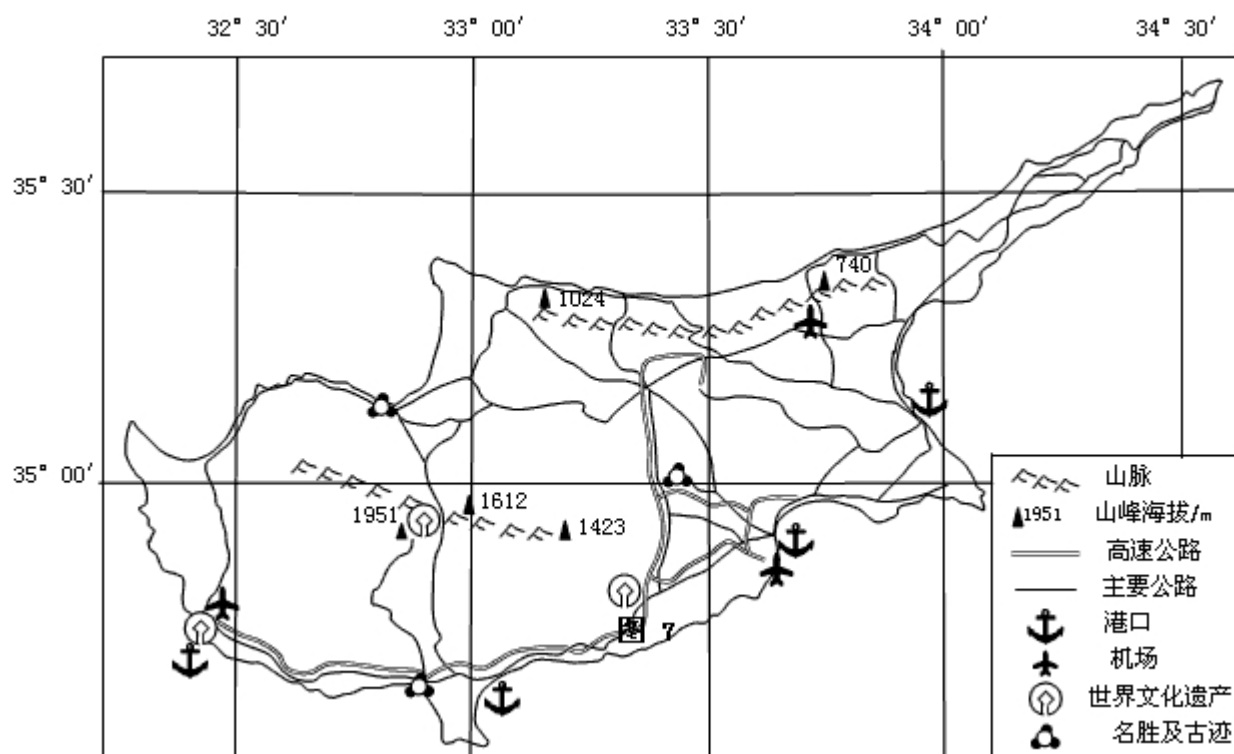 32° 30′ 33° 00′ 33° 30′ 34° 00′ 34° 30′
35° 30′
740
1024
35° 00′
1951
1612
1423
图 7
山脉
1951 山峰海拔/m
高速公路
主要公路
港口
机场
世界文化遗产
名胜及古迹